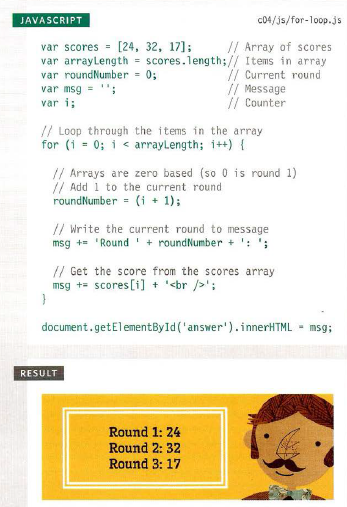 JAVASCRIPT c04/js/for-loop.js
var scores = [24, 32, 17]; // Array of scores
var arrayLength = scores.length;// Items in array
var roundNumber = 0; // Current round
var msg = ''; // Message
var i; // Counter
// Loop through the items in the array
for (i = 0; i < arrayLength; i++) {
// Arrays are zero based (so 0 is round 1)
// Add 1 to the current round
roundNumber = (i + 1);
// Write the current round to message
msg += 'Round ' + roundNumber + ': ';
// Get the score from the scores array
msg += scores[i] + '<br />';
}
document.getElementById('answer').innerHTML = msg;
RESULT
Round 1: 24
Round 2: 32
Round 3: 17